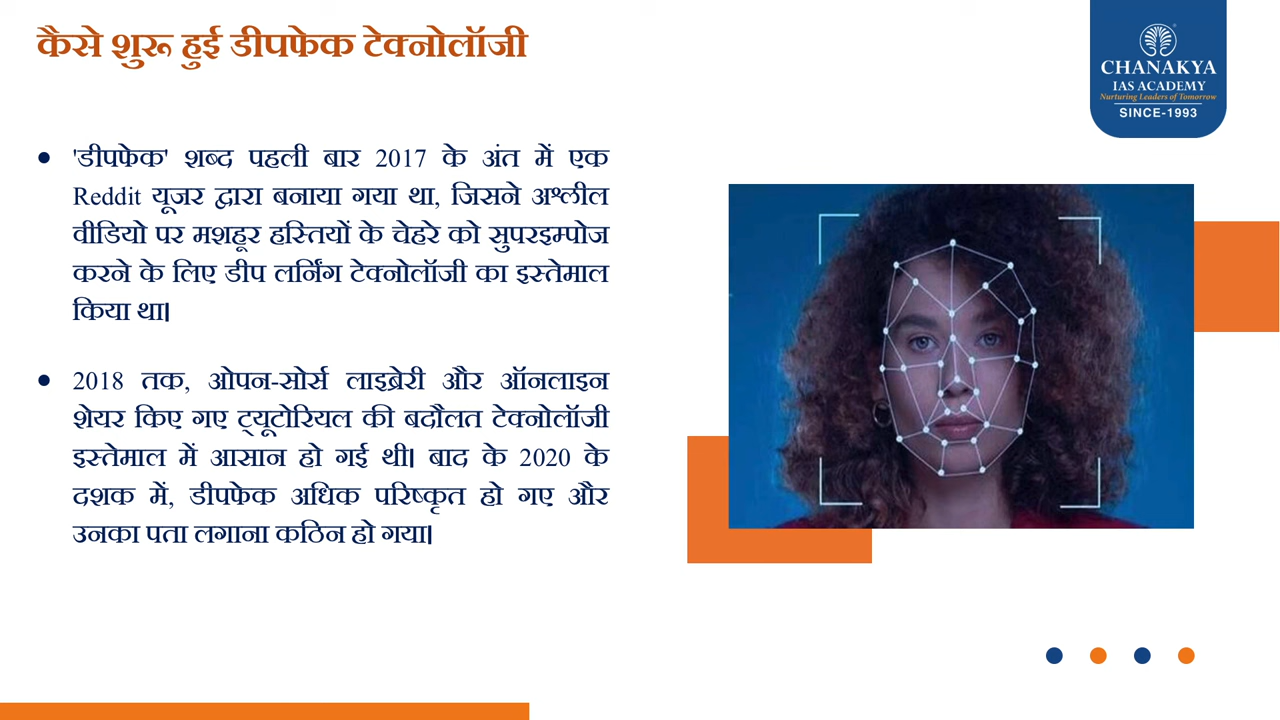 कैसे शुरू हुई डीपफेक टेक्नोलॉजी
CHANAKYA
IAS ACADEMY
Nurturing Leaders of Tomorrow
SINCE-1993
• 'डीपफेक' शब्द पहली बार 2017 के अंत में एक
Reddit यूजर द्वारा बनाया गया था, जिसने अश्लील
वीडियो पर मशहूर हस्तियों के चेहरे को सुपरइम्पोज
करने के लिए डीप लर्निंग टेक्नोलॉजी का इस्तेमाल
किया था।
• 2018 तक, ओपन-सोर्स लाइब्रेरी और ऑनलाइन
शेयर किए गए ट्यूटोरियल की बदौलत टेक्नोलॉजी
इस्तेमाल में आसान हो गई थी। बाद के 2020 के
दशक में, डीपफेक अधिक परिष्कृत हो गए और
उनका पता लगाना कठिन हो गया।